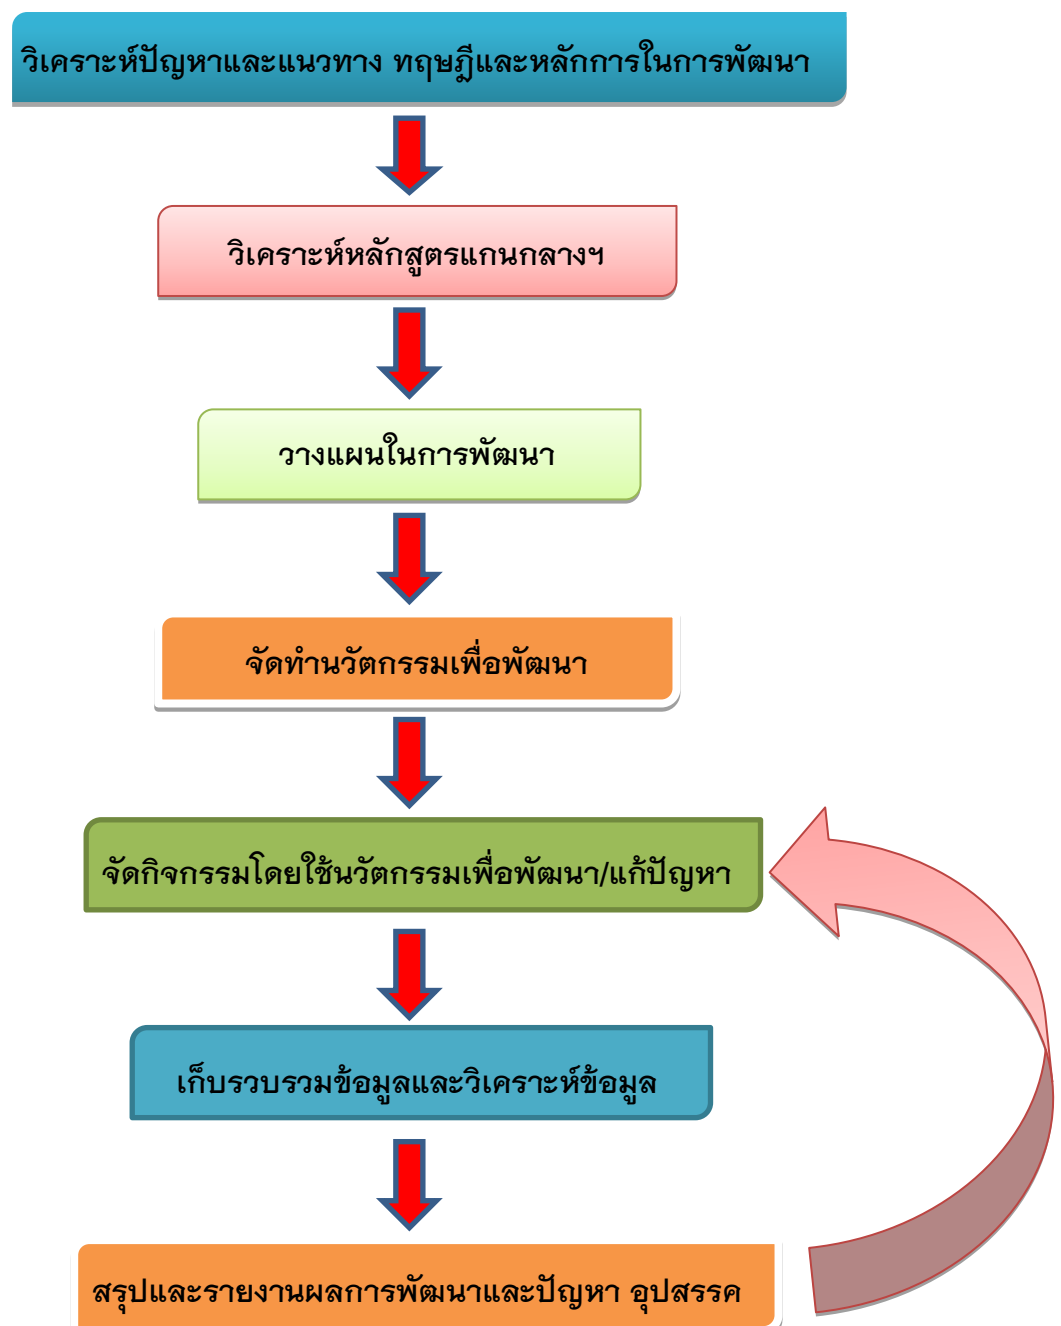 วิเคราะห์ปัญหาและแนวทาง ทฤษฎีและหลักการในการพัฒนา
วิเคราะห์หลักสูตรแกนกลางฯ
วางแผนในการพัฒนา
จัดทำนวัตกรรมเพื่อพัฒนา
จัดกิจกรรมโดยใช้นวัตกรรมเพื่อพัฒนา/แก้ปัญหา
เก็บรวบรวมข้อมูลและวิเคราะห์ข้อมูล
สรุปและรายงานผลการพัฒนาและปัญหา อุปสรรค